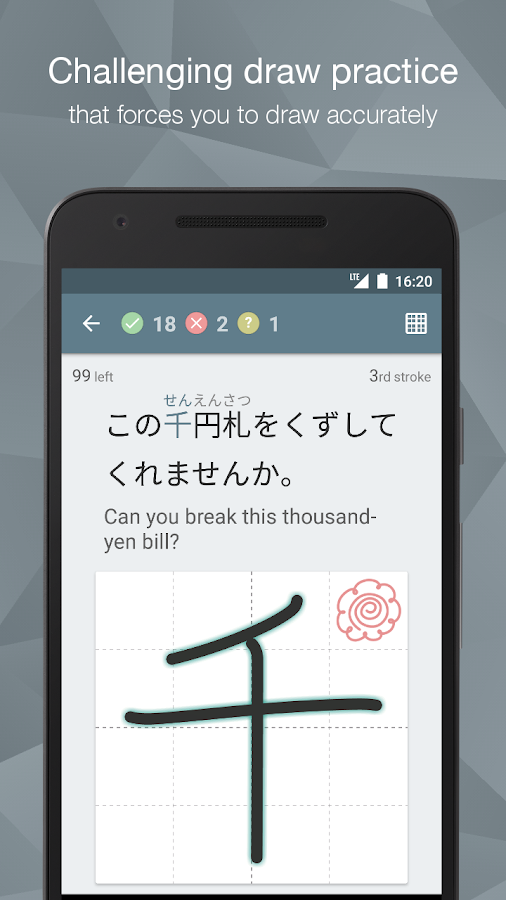 Challenging draw practice
that forces you to draw accurately
LTE 16:20
18 2 ? 1
99 left 3rd stroke
せんえんさつ
この千円札をくずして
くれませんか。
Can you break this thousand-
yen bill?
千